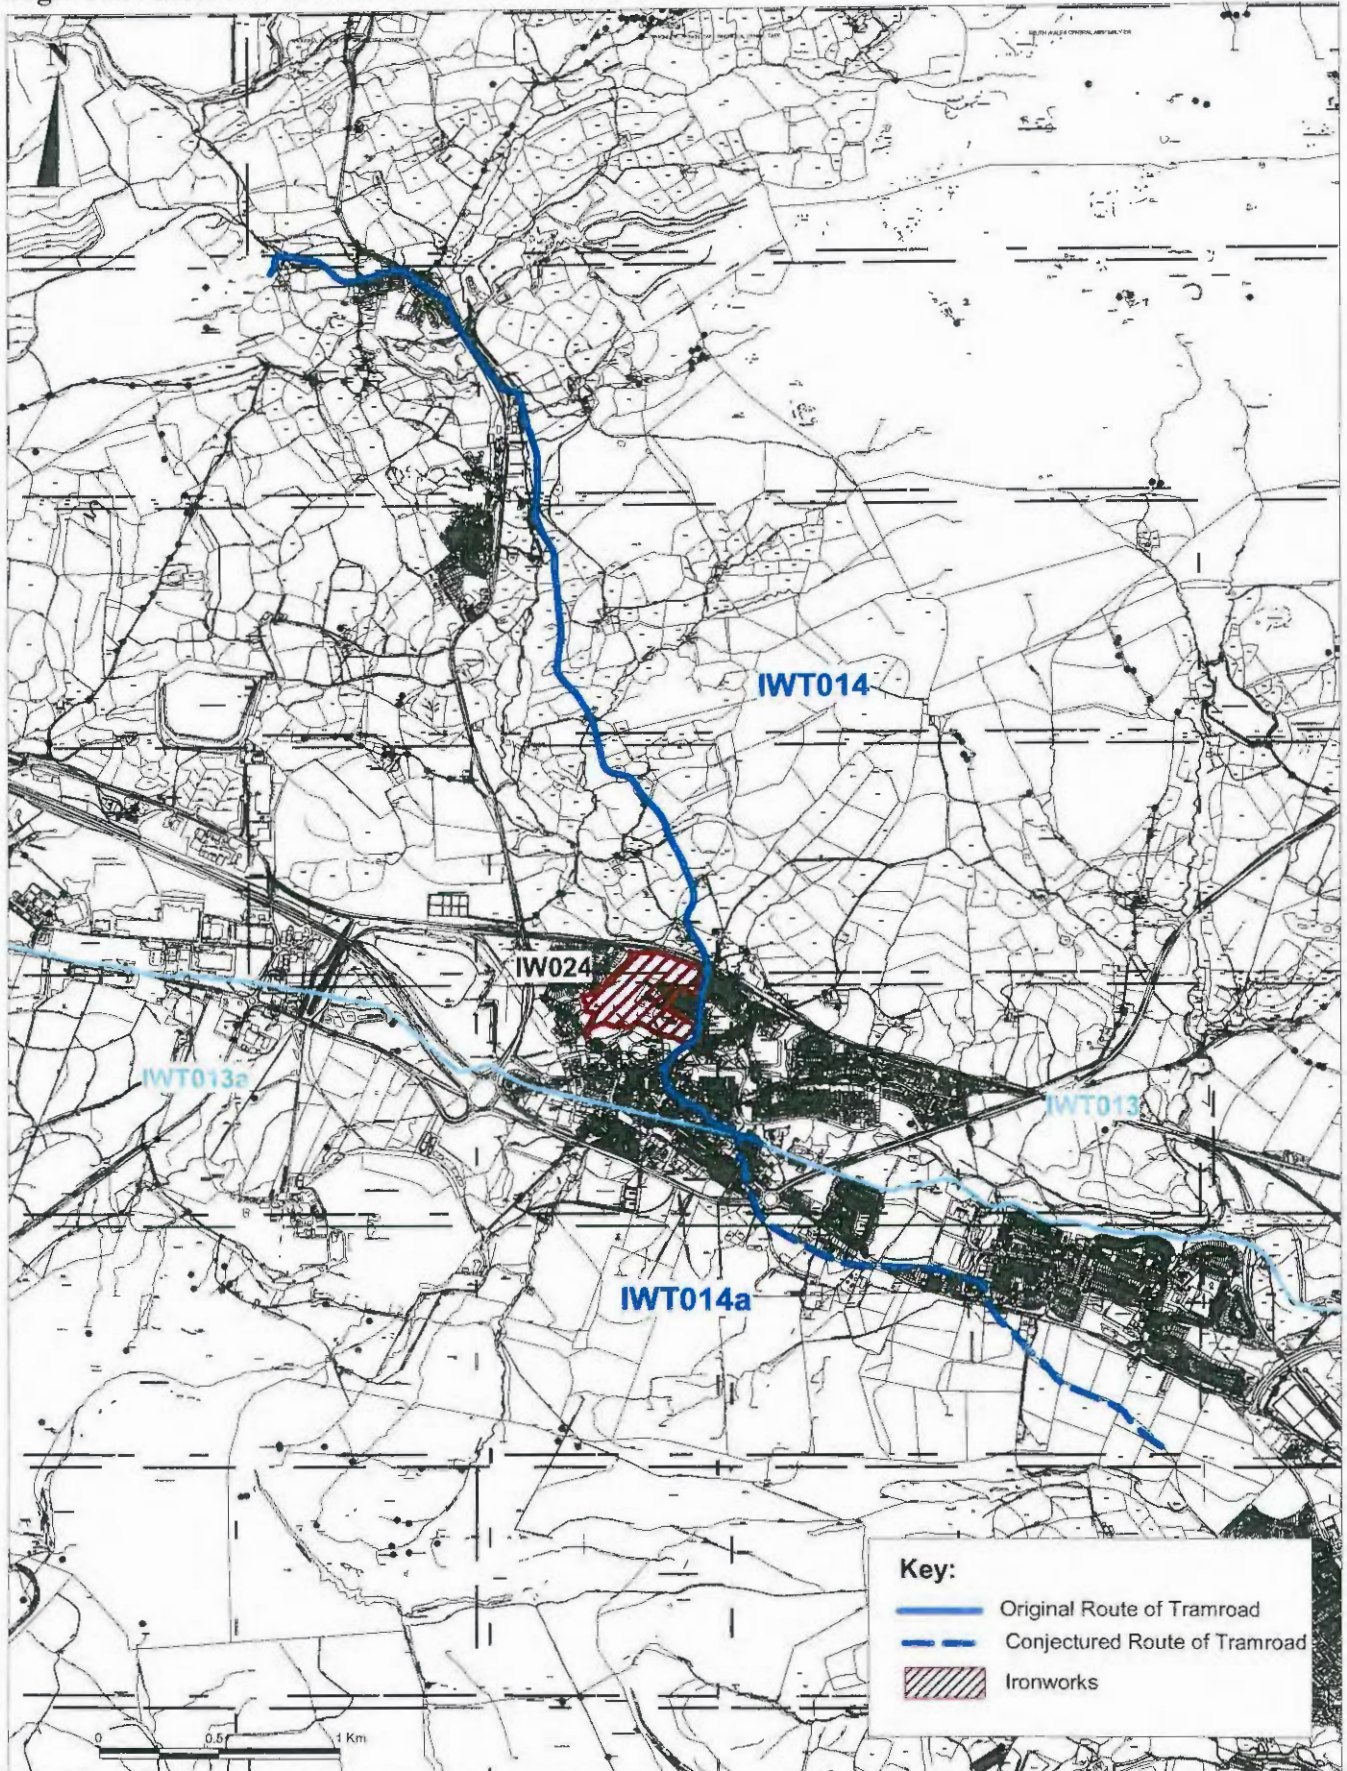 N
IWT014
IW024
IWT013a
IWT013
IWT014a
Key:
Original Route of Tramroad
Conjectured Route of Tramroad
Ironworks
0 0.5 1 Km